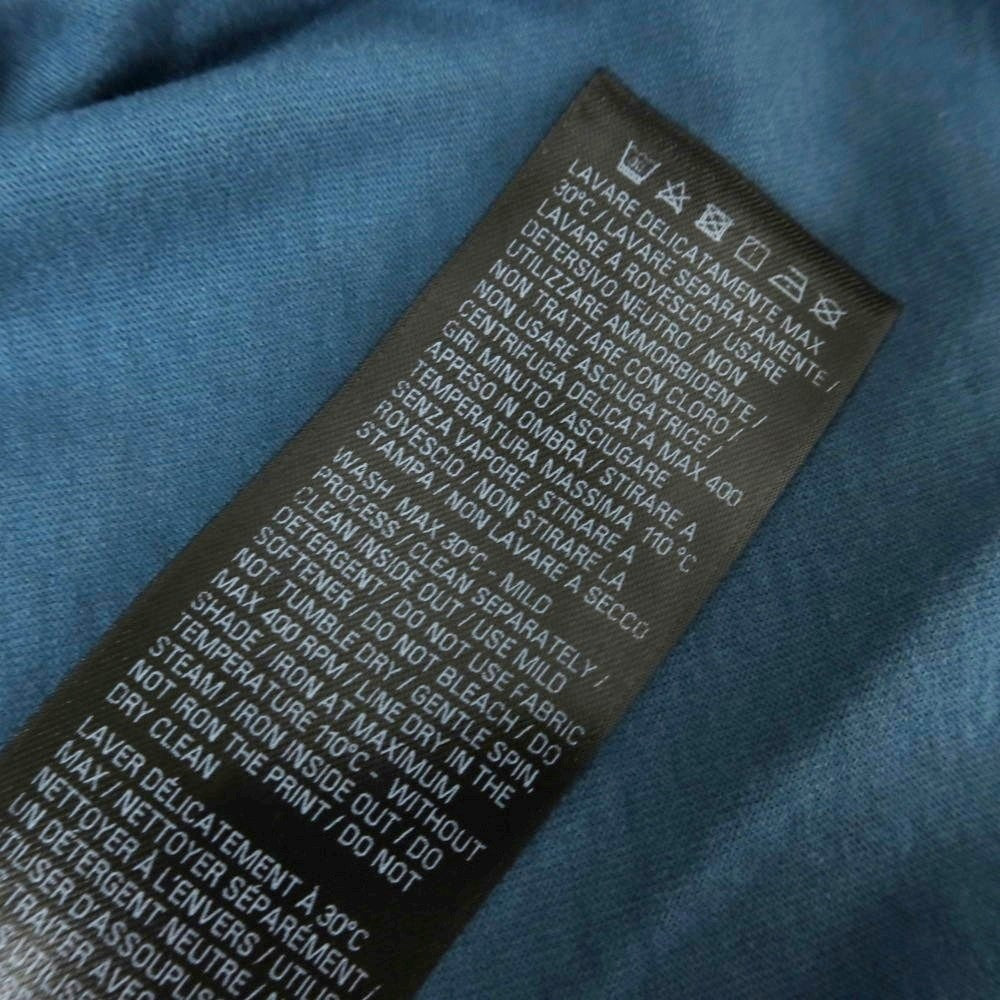 LAVARE DELICATAMENTE MAX
30°C / LAVARE SEPARATAMENTE /
LAVARE A ROVESCIO / USARE
DETERSIVO NEUTRO / NON
UTILIZZARE AMMORBIDENTE /
NON TRATTARE CON CLORO /
NON USARE ASCIUGATRICE /
CENTRIFUGA DELICATA MAX 400
GIRI MINUTO / ASCIUGARE
APPESO IN OMBRA / STIRARE A
TEMPERATURA MASSIMA 110 °C
SENZA VAPORE / STIRARE A
ROVESCIO / NON STIRARE LA
STAMPA / NON LAVARE A SECCO
WASH MAX 30°C - MILD
PROCESS / CLEAN SEPARATELY /
CLEAN INSIDE OUT / USE MILD
DETERGENT / DO NOT USE FABRIC
SOFTENER / DO NOT BLEACH / DO
NOT TUMBLE DRY / GENTLE SPIN,
MAX 400 RPM / LINE DRY IN THE
SHADE / IRON AT MAXIMUM
TEMPERATURE 110°C - WITHOUT
STEAM / IRON INSIDE OUT / DO
NOT IRON THE PRINT / DO NOT
DRY CLEAN
LAVER DÉLICATEMENT À 30°C
MAX / NETTOYER SÉPARÉMENT /
NETTOYER À L'ENVERS / UTILIS
UN DÉTERGENT NEUTRE /
UTILISER D'ASSOUPLIS
TRAITER AVEC